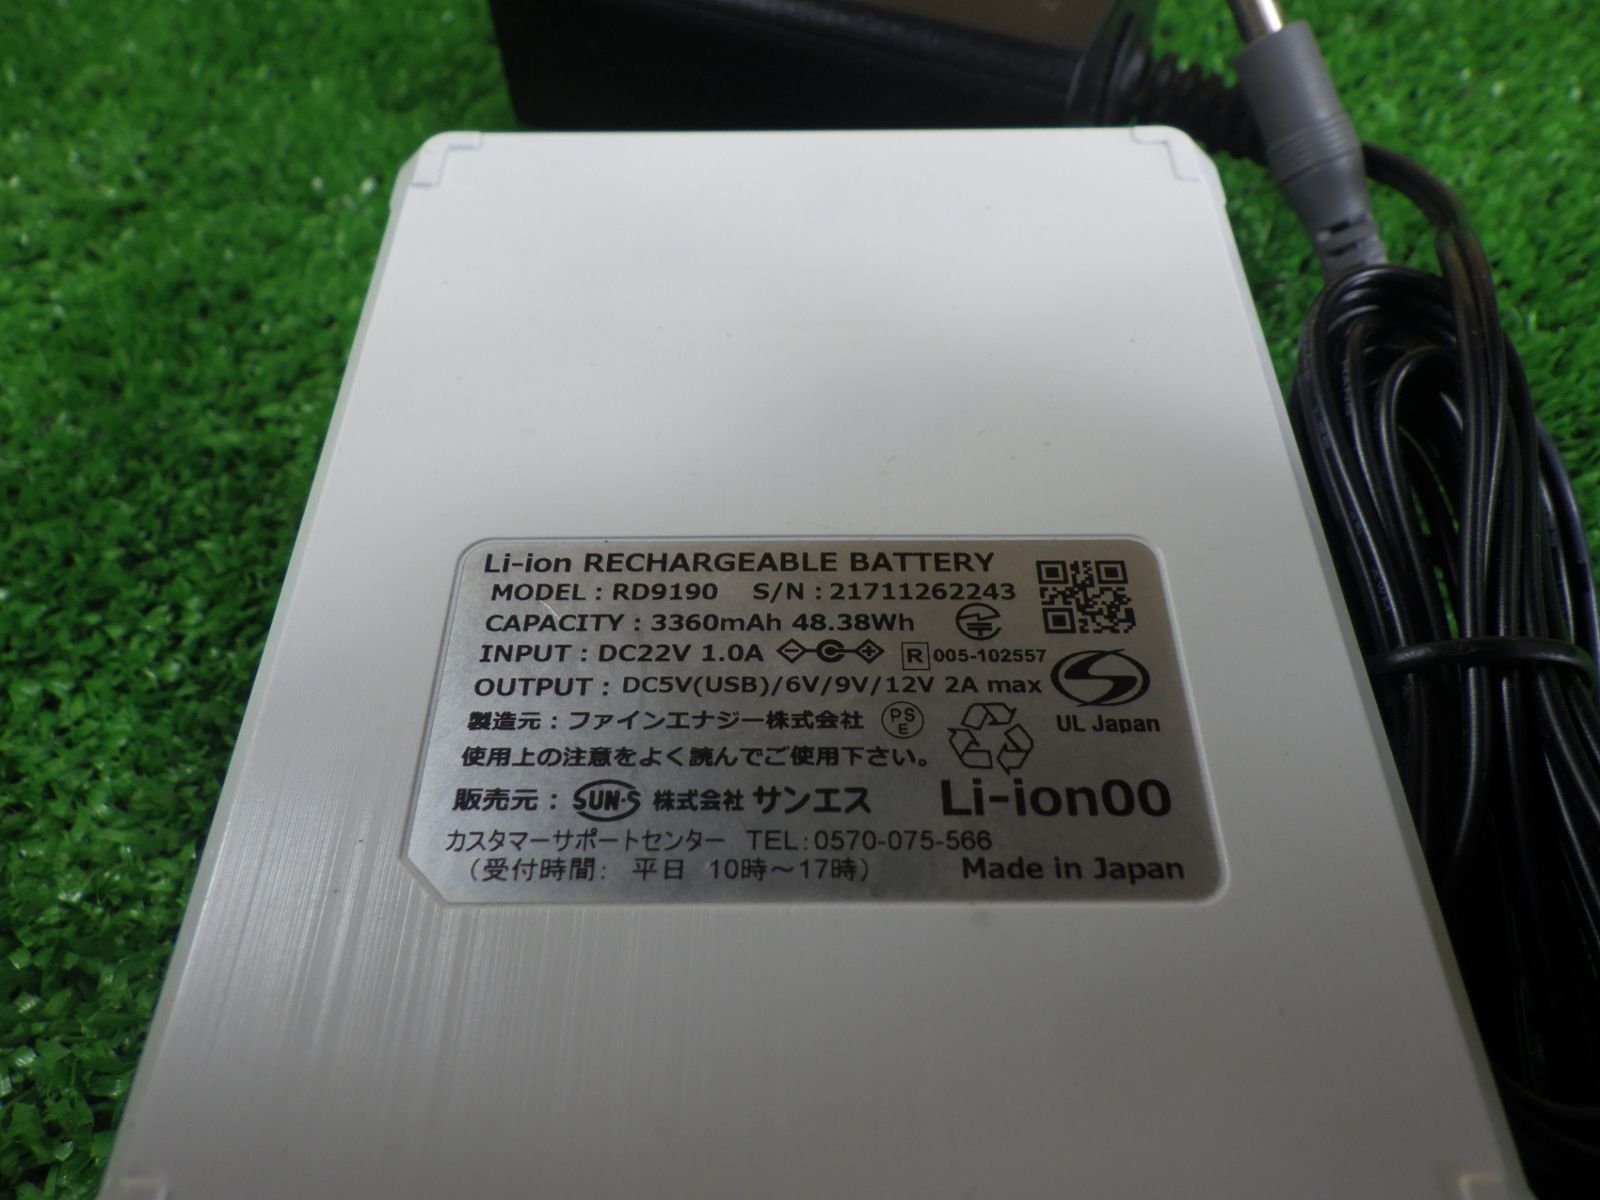 Li-ion RECHARGEABLE BATTERY
MODEL : RD9190 S/N : 21711262243
CAPACITY : 3360mAh 48.38Wh
INPUT : DC22V 1.0A R 005-102557
OUTPUT : DC5V(USB)/6V/9V/12V 2A max
製造元 : ファインエナジー株式会社 PSE UL Japan
使用上の注意をよく読んでご使用下さい。
販売元 : SUN・S 株式会社 サンエス Li-ion00
カスタマーサポートセンター TEL:0570-075-566
(受付時間: 平日 10時～17時) Made in Japan